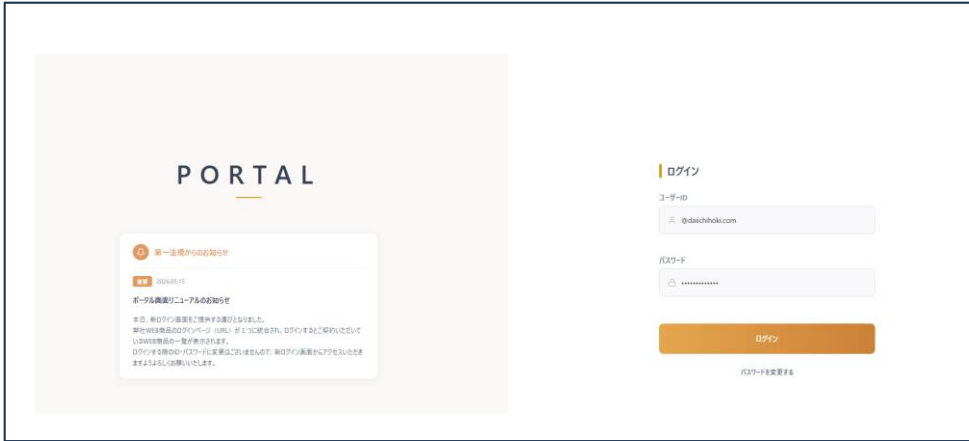 PORTAL
第一法規からのお知らせ
重要 2026.05.15
ポータル画面リニューアルのお知らせ
本日、新ログイン画面をご提供する運びとなりました。
弊社WEB商品のログインページ（URL）が1つに統合され、ログインするとご契約いただいて
いるWEB商品の一覧が表示されます。
ログインする際のID・パスワードに変更はございませんので、新ログイン画面からアクセスいただき
ますようよろしくお願いいたします。
ログイン
ユーザーID
@daiichihoki.com
パスワード
ログイン
パスワードを変更する